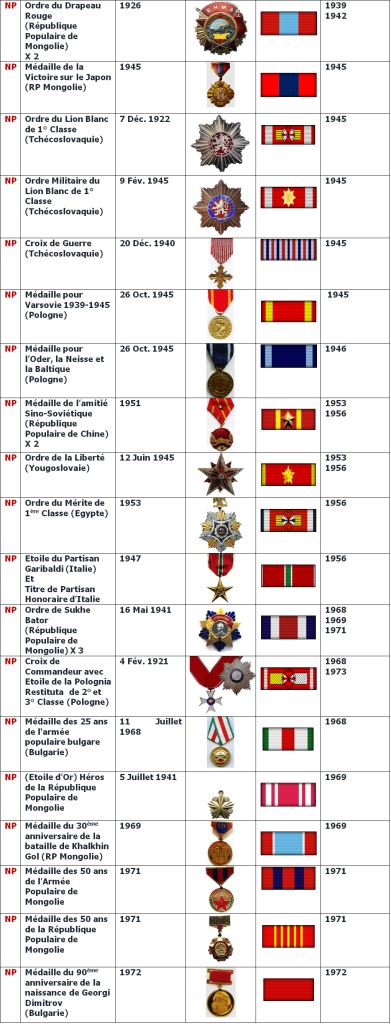 NP Ordre du Drapeau 1926 1939
Rouge 1942
(République
Populaire de
Mongolie)
X 2
NP Médaille de la 1945 1945
Victoire sur le Japon
(RP Mongolie)
NP Ordre du Lion Blanc 7 Déc. 1922 1945
de 1° Classe
(Tchécoslovaquie)
NP Ordre Militaire du 9 Fév. 1945 1945
Lion Blanc de 1°
Classe
(Tchécoslovaquie)
NP Croix de Guerre 20 Déc. 1940 1945
(Tchécoslovaquie)
NP Médaille pour 26 Oct. 1945 1945
Varsovie 1939-1945
(Pologne)
NP Médaille pour 26 Oct. 1945 1946
l'Oder, la Neisse et
la Baltique
(Pologne)
NP Médaille de l'amitié 1951 1953
Sino-Soviétique 1956
(République
Populaire de Chine)
X 2
NP Ordre de la Liberté 12 Juin 1945 1953
(Yougoslovaie) 1956
NP Ordre du Mérite de 1953 1956
1ère Classe (Egypte)
NP Etoile du Partisan 1947 1956
Garibaldi (Italie)
Et
Titre de Partisan
Honoraire d'Italie
NP Ordre de Sukhe 16 Mai 1941 1968
Bator 1969
(République 1971
Populaire de
Mongolie) X 3
NP Croix de 4 Fév. 1921 1968
Commandeur avec 1973
Etoile de la Polognia
Restituta de 2° et
3° Classe (Pologne)
NP Médaille des 25 ans 11 Juillet 1968
de l'armée 1968
populaire bulgare
(Bulgarie)
NP (Etoile d'Or) Héros 5 Juillet 1941 1969
de la République
Populaire de
Mongolie
NP Médaille du 30ème 1969 1969
anniversaire de la
bataille de Khalkhin
Gol (RP Mongolie)
NP Médaille des 50 ans 1971 1971
de l'Armée
Populaire de
Mongolie
NP Médaille des 50 ans 1971 1971
de la République
Populaire de
Mongolie
NP Médaille du 90ème 1972 1972
anniversaire de la
naissance de Georgi
Dimitrov
(Bulgarie)